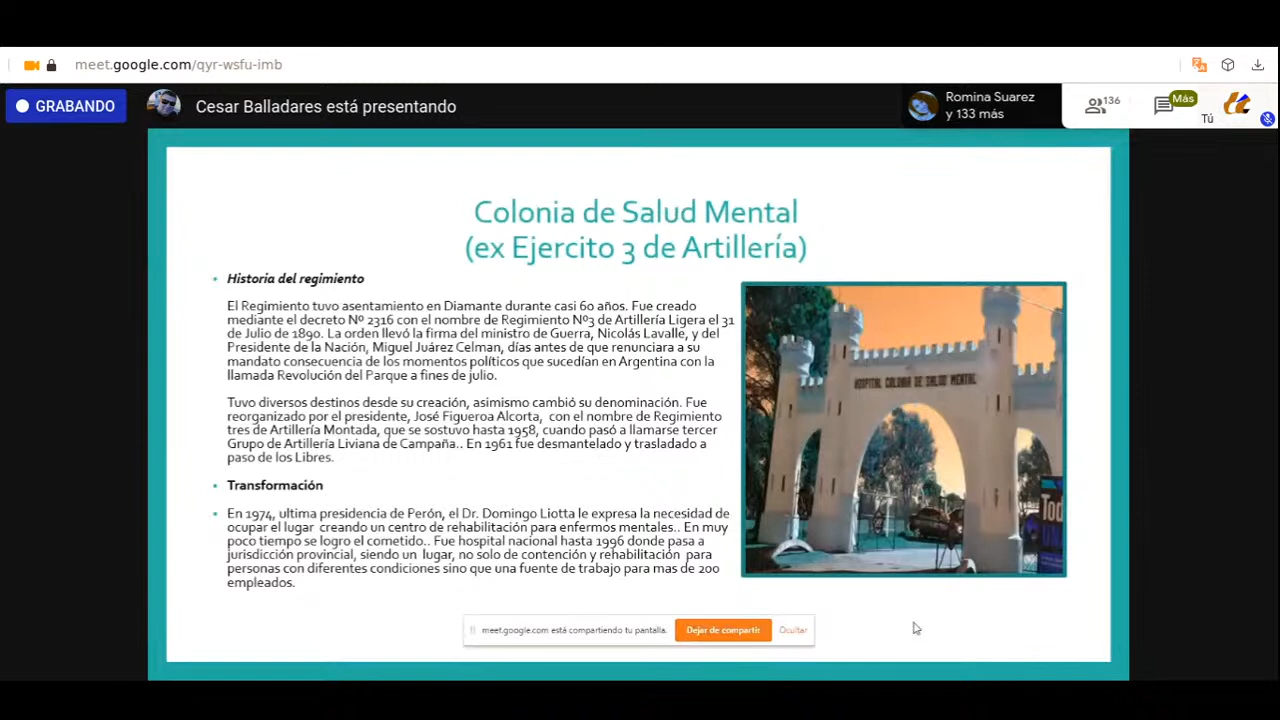 meet.google.com/qyr-wsfu-imb
GRABANDO
Cesar Balladares está presentando
Romina Suarez
y 133 más
136
Más
Tú
Colonia de Salud Mental
(ex Ejercito 3 de Artillería)
• Historia del regimiento
El Regimiento tuvo asentamiento en Diamante durante casi 60 años. Fue creado
mediante el decreto Nº 2316 con el nombre de Regimiento Nº3 de Artillería Ligera el 31
de Julio de 1890. La orden llevó la firma del ministro de Guerra, Nicolás Lavalle, y del
Presidente de la Nación, Miguel Juárez Celman, días antes de que renunciara a su
mandato consecuencia de los momentos políticos que sucedían en Argentina con la
llamada Revolución del Parque a fines de julio.
Tuvo diversos destinos desde su creación, asimismo cambió su denominación. Fue
reorganizado por el presidente, José Figueroa Alcorta, con el nombre de Regimiento
tres de Artillería Montada, que se sostuvo hasta 1958, cuando pasó a llamarse tercer
Grupo de Artillería Liviana de Campaña.. En 1961 fue desmantelado y trasladado a
paso de los Libres.
• Transformación
• En 1974, ultima presidencia de Perón, el Dr. Domingo Liotta le expresa la necesidad de
ocupar el lugar creando un centro de rehabilitación para enfermos mentales.. En muy
poco tiempo se logro el cometido.. Fue hospital nacional hasta 1996 donde pasa a
jurisdicción provincial, siendo un lugar, no solo de contención y rehabilitación para
personas con diferentes condiciones sino que una fuente de trabajo para mas de 200
empleados.
HOSPITAL COLONIA DE SALUD MENTAL
meet.google.com está compartiendo tu pantalla.
Dejar de compartir
Ocultar